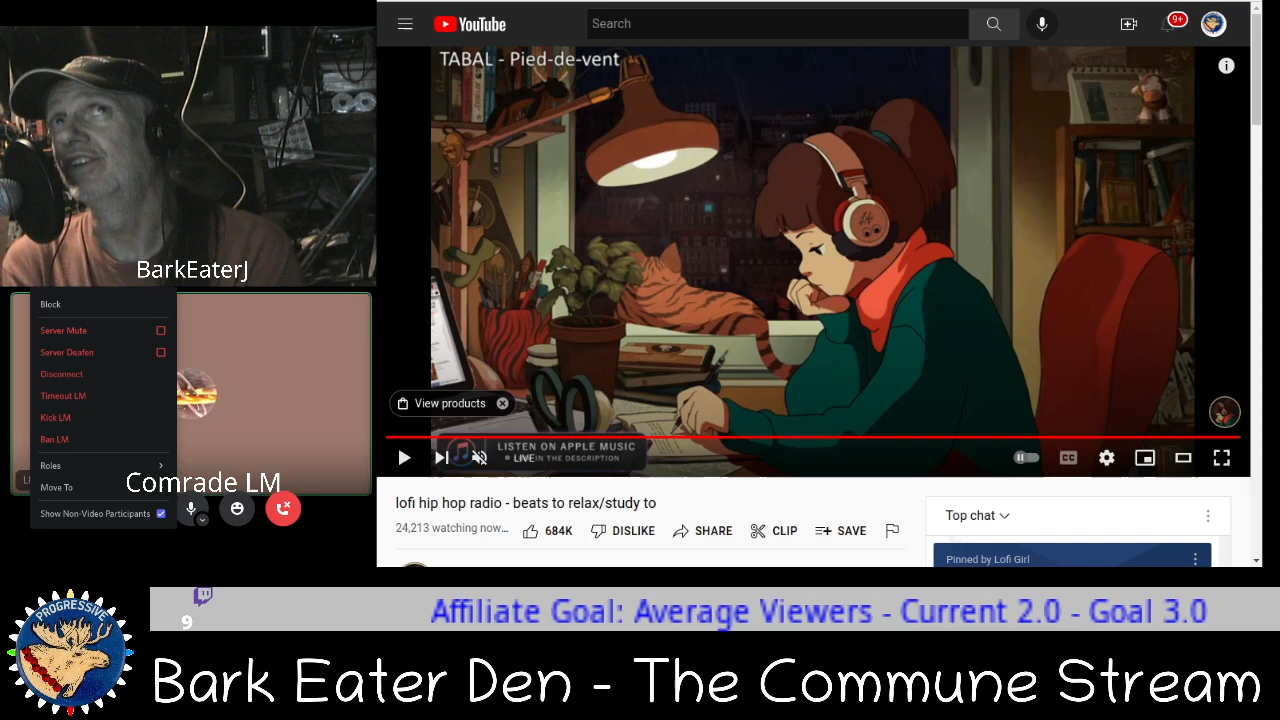 YouTube
Search
9+
TABAL - Pied-de-vent
BarkEaterJ
Block
Server Mute
Server Deafen
Disconnect
Timeout LM
Kick LM
Ban LM
Roles
Move To
Show Non-Video Participants
Comrade LM
View products
LISTEN ON APPLE MUSIC
IN THE DESCRIPTION
LIVE
CC
lofi hip hop radio - beats to relax/study to
24,213 watching now...
684K
DISLIKE
SHARE
CLIP
SAVE
Top chat
Pinned by Lofi Girl
PROGRESSIVE
9
Affiliate Goal: Average Viewers - Current 2.0 - Goal 3.0
Bark Eater Den - The Commune Stream